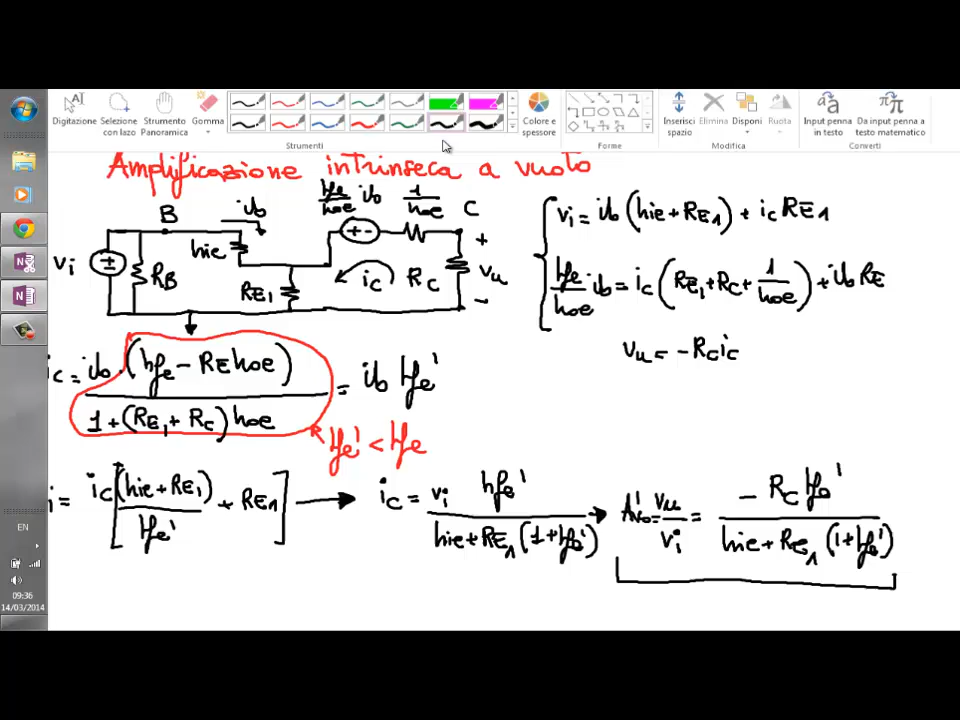 Digitazione
Selezione con lazo
Strumento Panoramica
Gomma
Strumenti
Colore e spessore
Forme
Inserisci spazio
Elimina
Disponi
Ruota
Modifica
Input penna in testo
Da input penna a testo matematico
Converti
Amplificazione intrinseca a vuoto
B
ib
hfe/hoe ib
1/hoe
C
vi
RB
hie
RE1
ic
RC
+
vu
-
vi = ib (hie + RE1) + ic RE1
hfe/hoe ib = ic (RE1 + RC + 1/hoe) + ib RE
vu = - RC ic
ic = ib · (hfe - RE hoe) / 1 + (RE1 + RC) hoe = ib hfe'
hfe' < hfe
i = ic [(hie + RE1)/hfe' + RE1] → ic = vi hfe' / hie + RE1 (1 + hfe') → Av'o = vu/vi = - RC hfe' / hie + RE1 (1 + hfe')
EN
09:36
14/03/2014